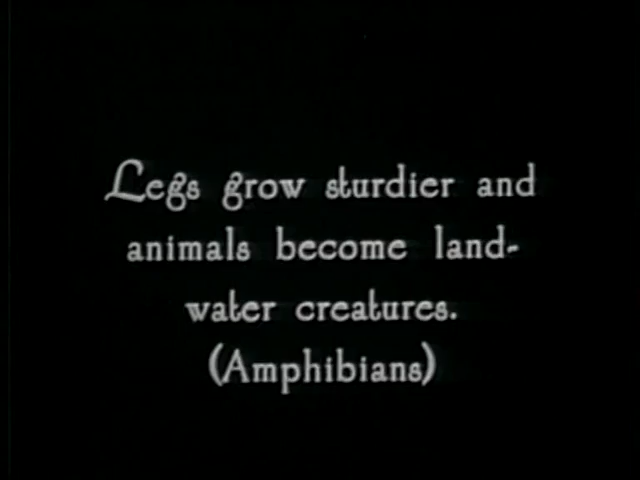 Legs grow sturdier and
animals become land-
water creatures.
(Amphibians)